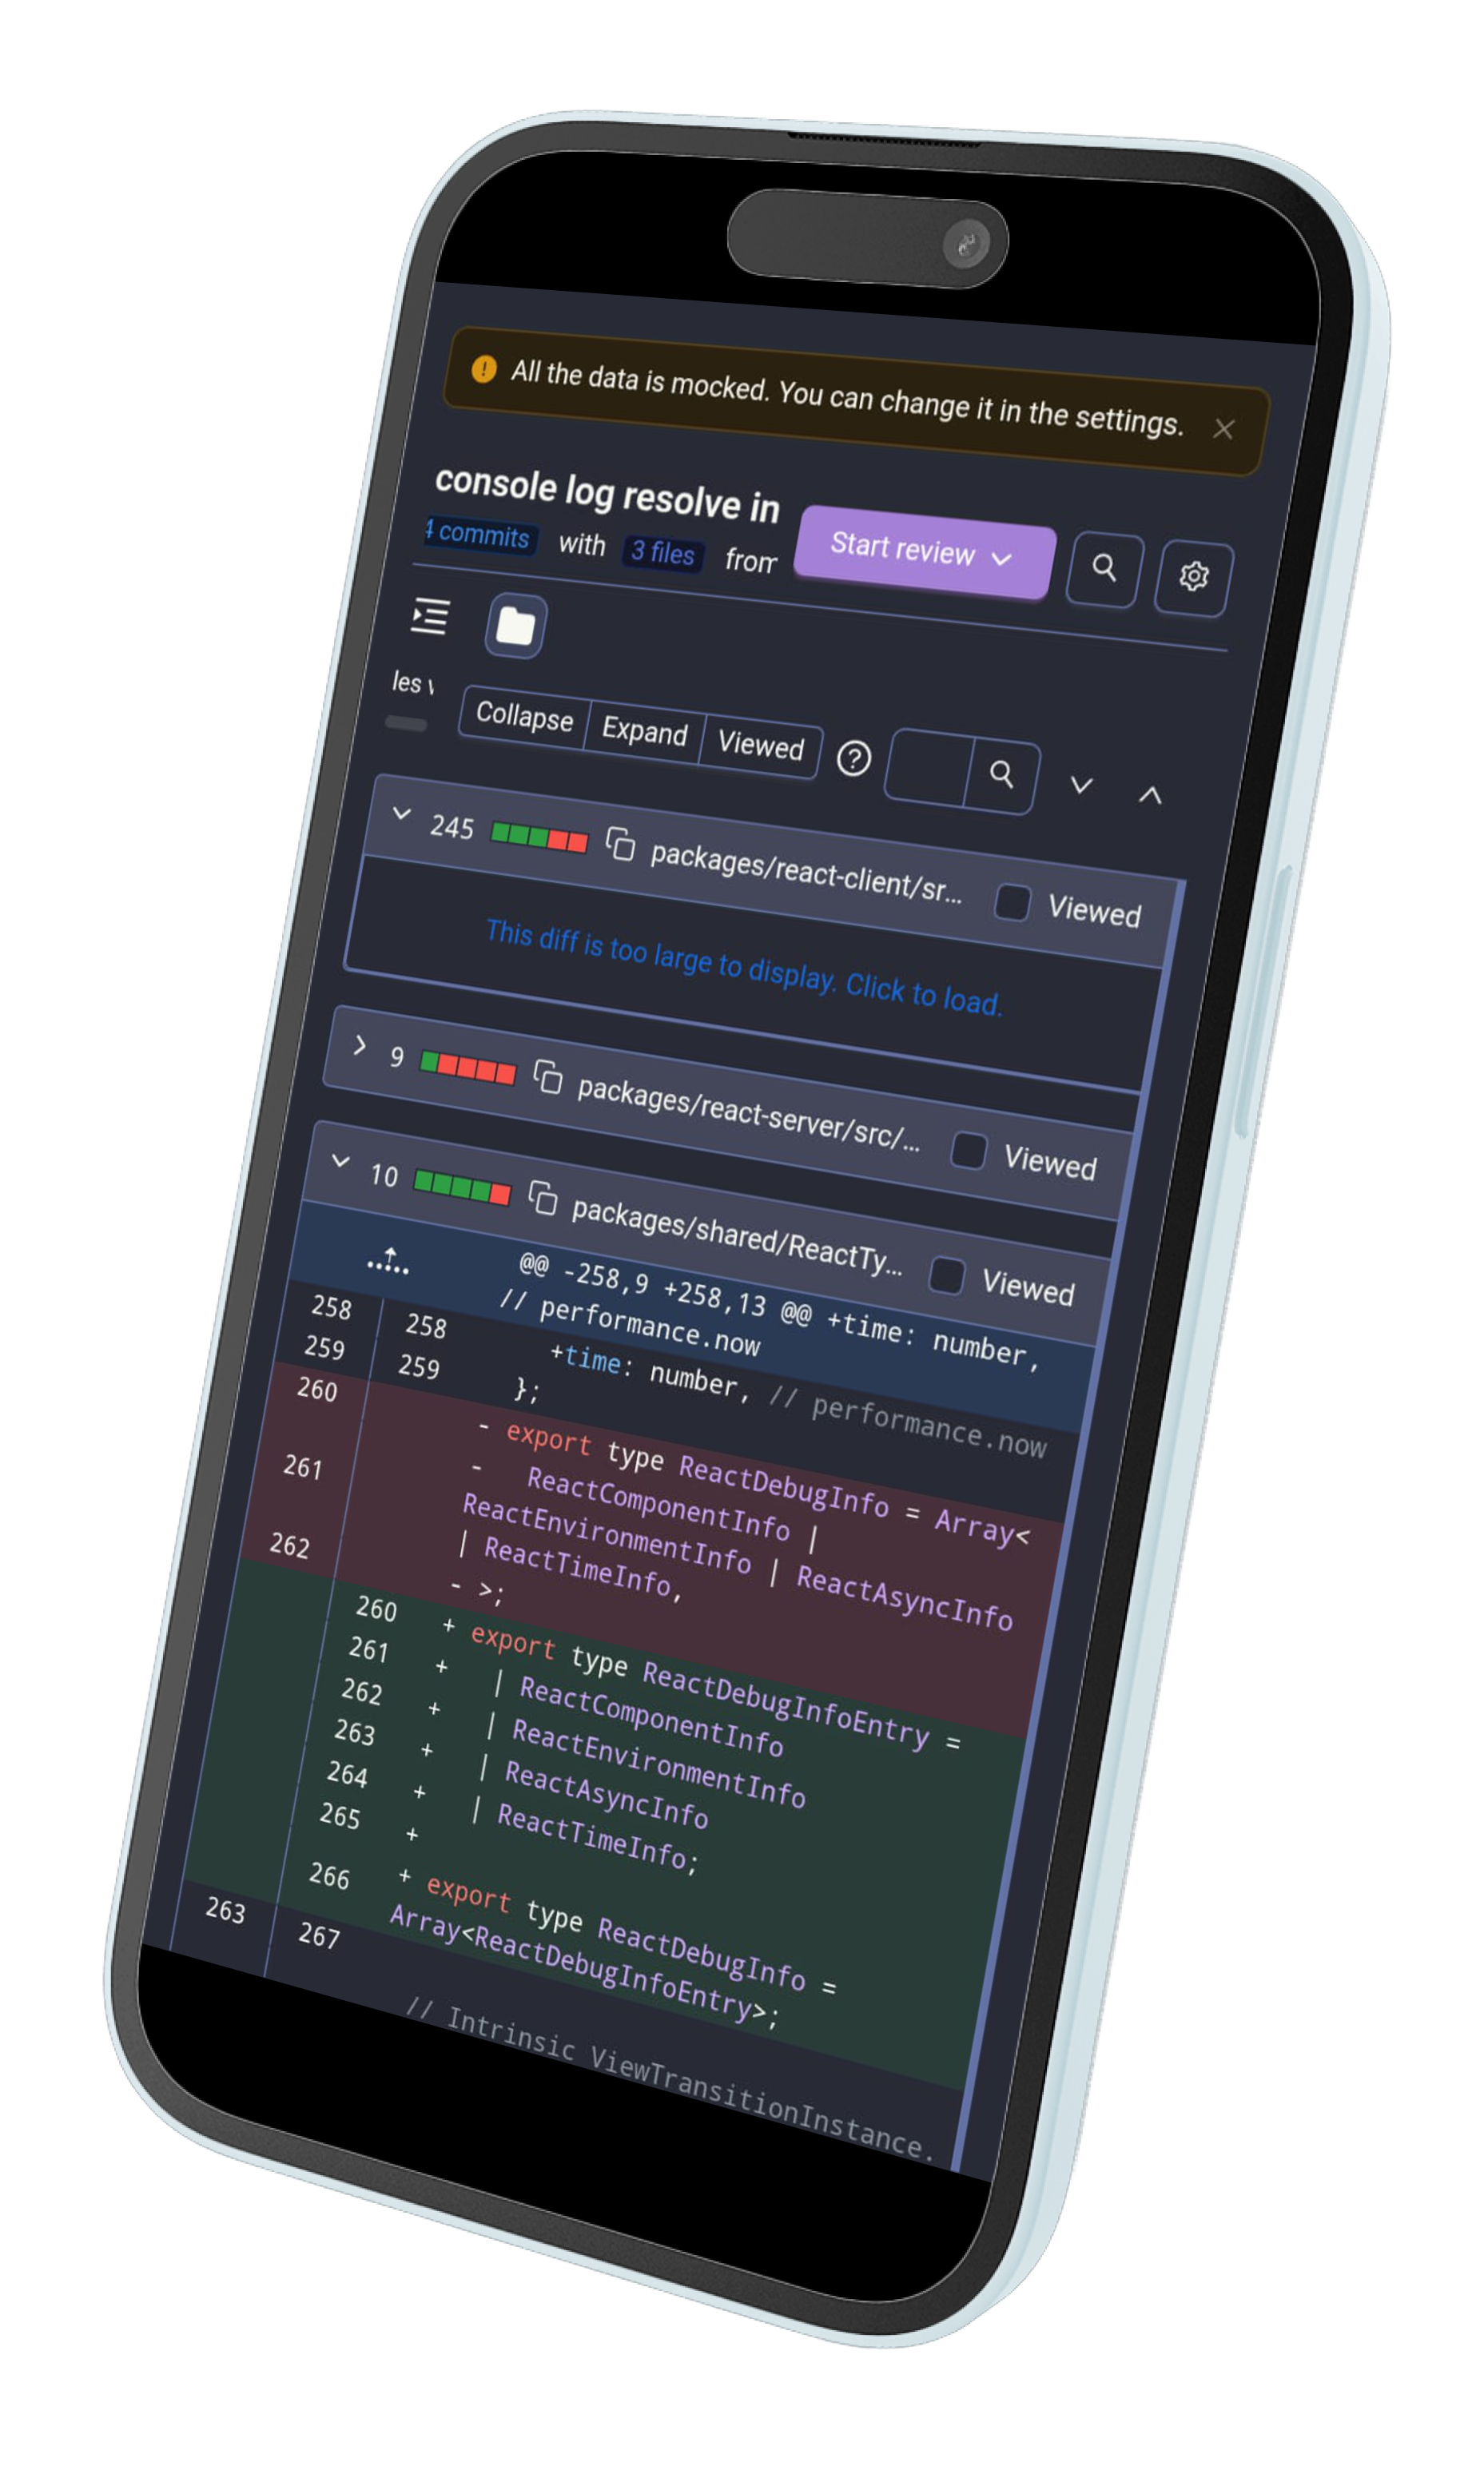 All the data is mocked. You can change it in the settings.
console log resolve in
4 commits with 3 files from
Start review
les
Collapse Expand Viewed
245 packages/react-client/sr... Viewed
This diff is too large to display. Click to load.
9 packages/react-server/src/... Viewed
10 packages/shared/ReactTy... Viewed
@@ -258,9 +258,13 @@ +time: number,
// performance.now
258 258 +time: number, // performance.now
259 259 };
260 - export type ReactDebugInfo = Array<
261 - ReactComponentInfo |
ReactEnvironmentInfo | ReactAsyncInfo
| ReactTimeInfo,
262 - >;
260 + export type ReactDebugInfoEntry =
261 + | ReactComponentInfo
262 + | ReactEnvironmentInfo
263 + | ReactAsyncInfo
264 + | ReactTimeInfo;
265 +
266 + export type ReactDebugInfo =
Array<ReactDebugInfoEntry>;
263 267
// Intrinsic ViewTransitionInstance.